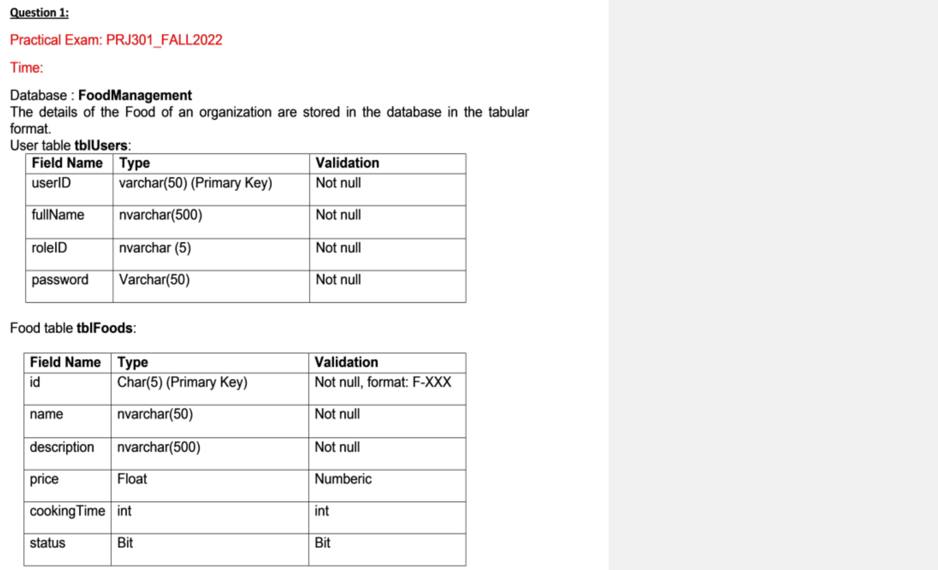 Question 1:
Practical Exam: PRJ301_FALL2022
Time:
Database : FoodManagement
The details of the Food of an organization are stored in the database in the tabular
format.
User table tblUsers:
Field Name Type Validation
userID varchar(50) (Primary Key) Not null
fullName nvarchar(500) Not null
roleID nvarchar (5) Not null
password Varchar(50) Not null
Food table tblFoods:
Field Name Type Validation
id Char(5) (Primary Key) Not null, format: F-XXX
name nvarchar(50) Not null
description nvarchar(500) Not null
price Float Numberic
cookingTime int int
status Bit Bit